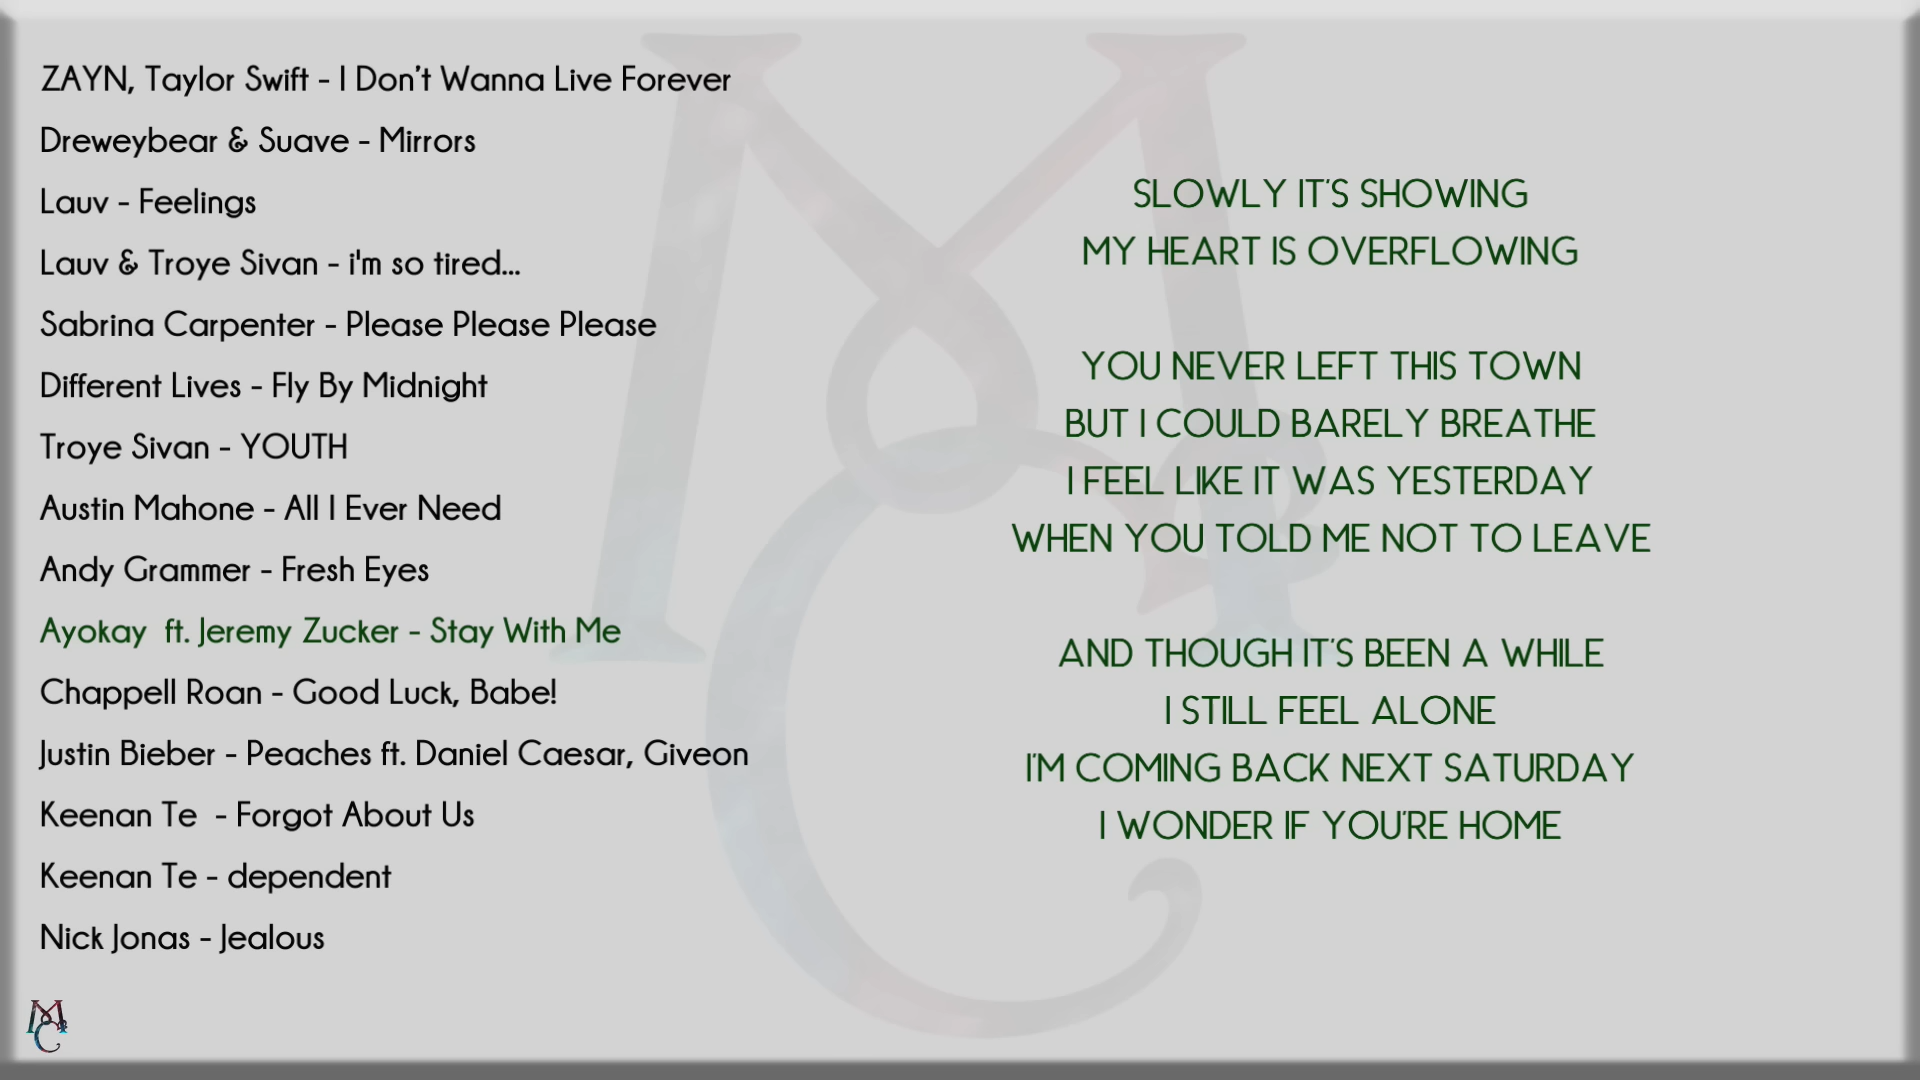 ZAYN, Taylor Swift - I Don't Wanna Live Forever
Dreweybear & Suave - Mirrors
Lauv - Feelings
Lauv & Troye Sivan - i'm so tired...
Sabrina Carpenter - Please Please Please
Different Lives - Fly By Midnight
Troye Sivan - YOUTH
Austin Mahone - All I Ever Need
Andy Grammer - Fresh Eyes
Ayokay  ft. Jeremy Zucker - Stay With Me
Chappell Roan - Good Luck, Babe!
Justin Bieber - Peaches ft. Daniel Caesar, Giveon
Keenan Te  - Forgot About Us
Keenan Te - dependent
Nick Jonas - Jealous
SLOWLY IT'S SHOWING
MY HEART IS OVERFLOWING
YOU NEVER LEFT THIS TOWN
BUT I COULD BARELY BREATHE
I FEEL LIKE IT WAS YESTERDAY
WHEN YOU TOLD ME NOT TO LEAVE
AND THOUGH IT'S BEEN A WHILE
I STILL FEEL ALONE
I'M COMING BACK NEXT SATURDAY
I WONDER IF YOU'RE HOME
MC